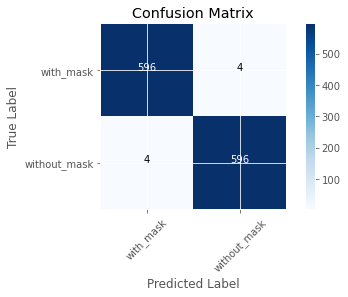 Confusion Matrix
True Label
with_mask
596
4
without_mask
4
596
with_mask
without_mask
Predicted Label
500
400
300
200
100